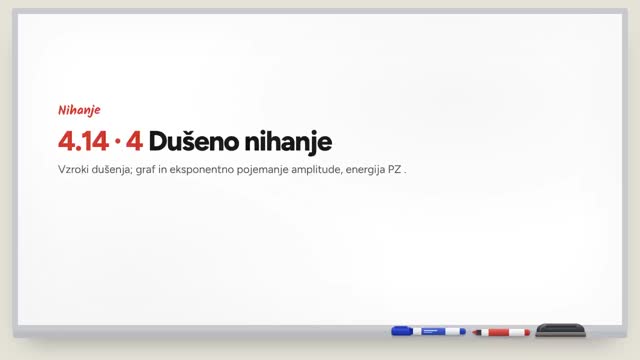 Nihanje
4.14 · 4 Dušeno nihanje
Vzroki dušenja; graf in eksponentno pojemanje amplitude, energija PZ .